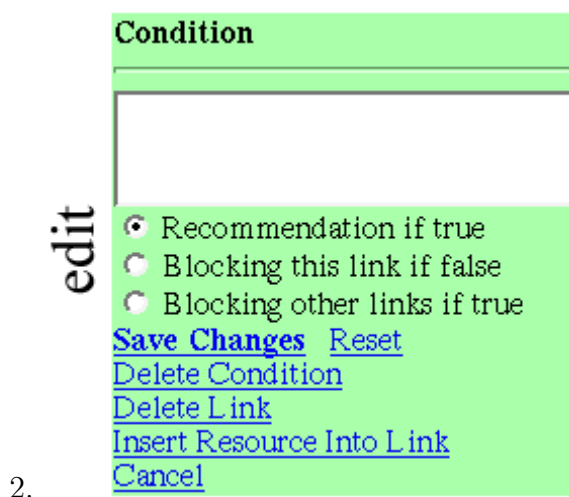 Condition
edit
Recommendation if true
Blocking this link if false
Blocking other links if true
Save Changes Reset
Delete Condition
Delete Link
Insert Resource Into Link
Cancel
2.